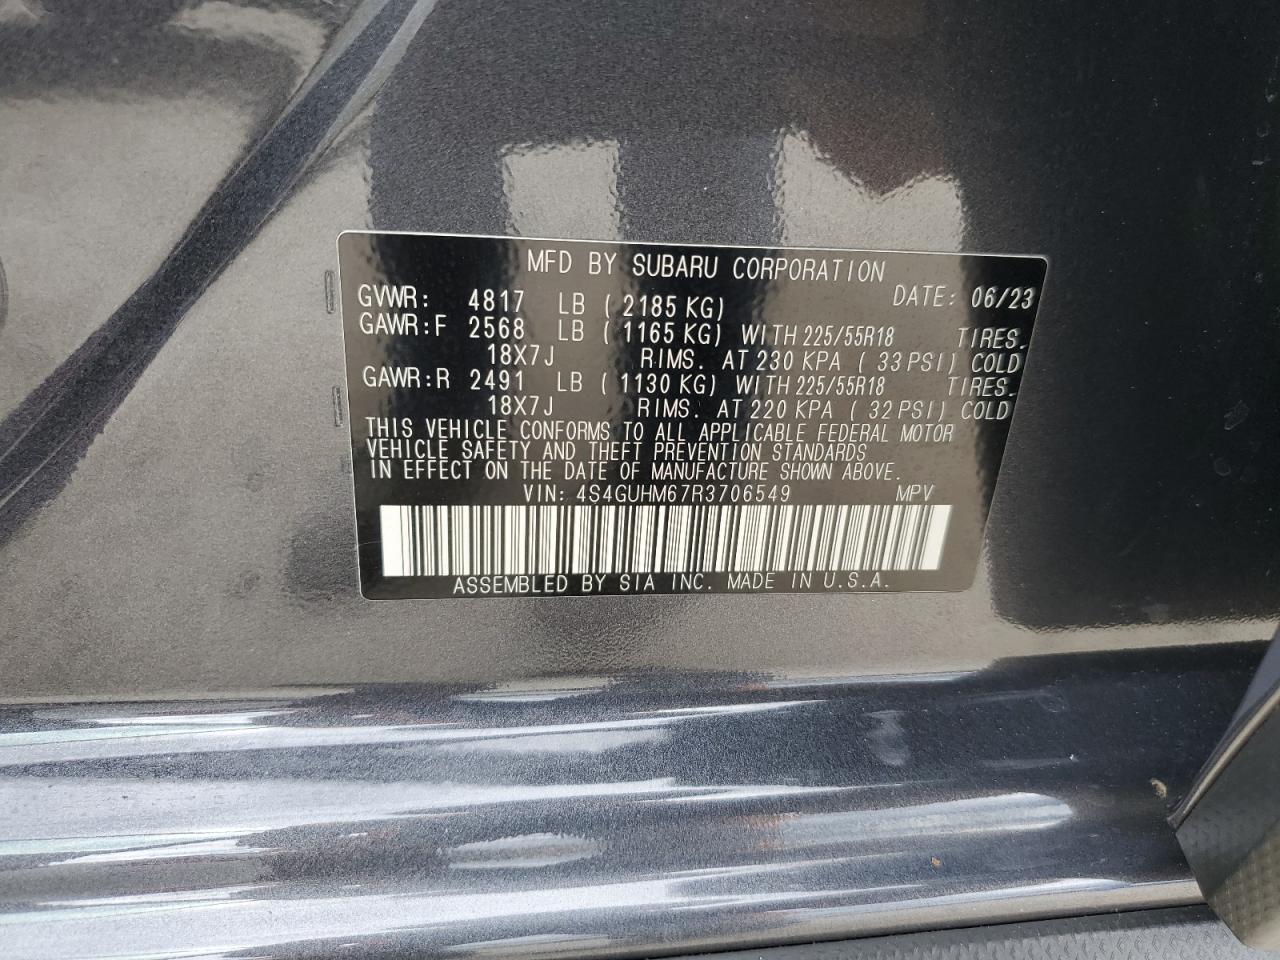 MFD BY SUBARU CORPORATION
DATE: 06/23
GVWR: 4817 LB (2185 KG)
GAWR:F 2568 LB (1165 KG) WITH 225/55R18 TIRES.
18X7J RIMS. AT 230 KPA (33 PSI) COLD
GAWR:R 2491 LB (1130 KG) WITH 225/55R18 TIRES.
18X7J RIMS. AT 220 KPA (32 PSI) COLD
THIS VEHICLE CONFORMS TO ALL APPLICABLE FEDERAL MOTOR
VEHICLE SAFETY AND THEFT PREVENTION STANDARDS
IN EFFECT ON THE DATE OF MANUFACTURE SHOWN ABOVE.
VIN: 4S4GUHM67R3706549 MPV
ASSEMBLED BY SIA INC. MADE IN U.S.A.